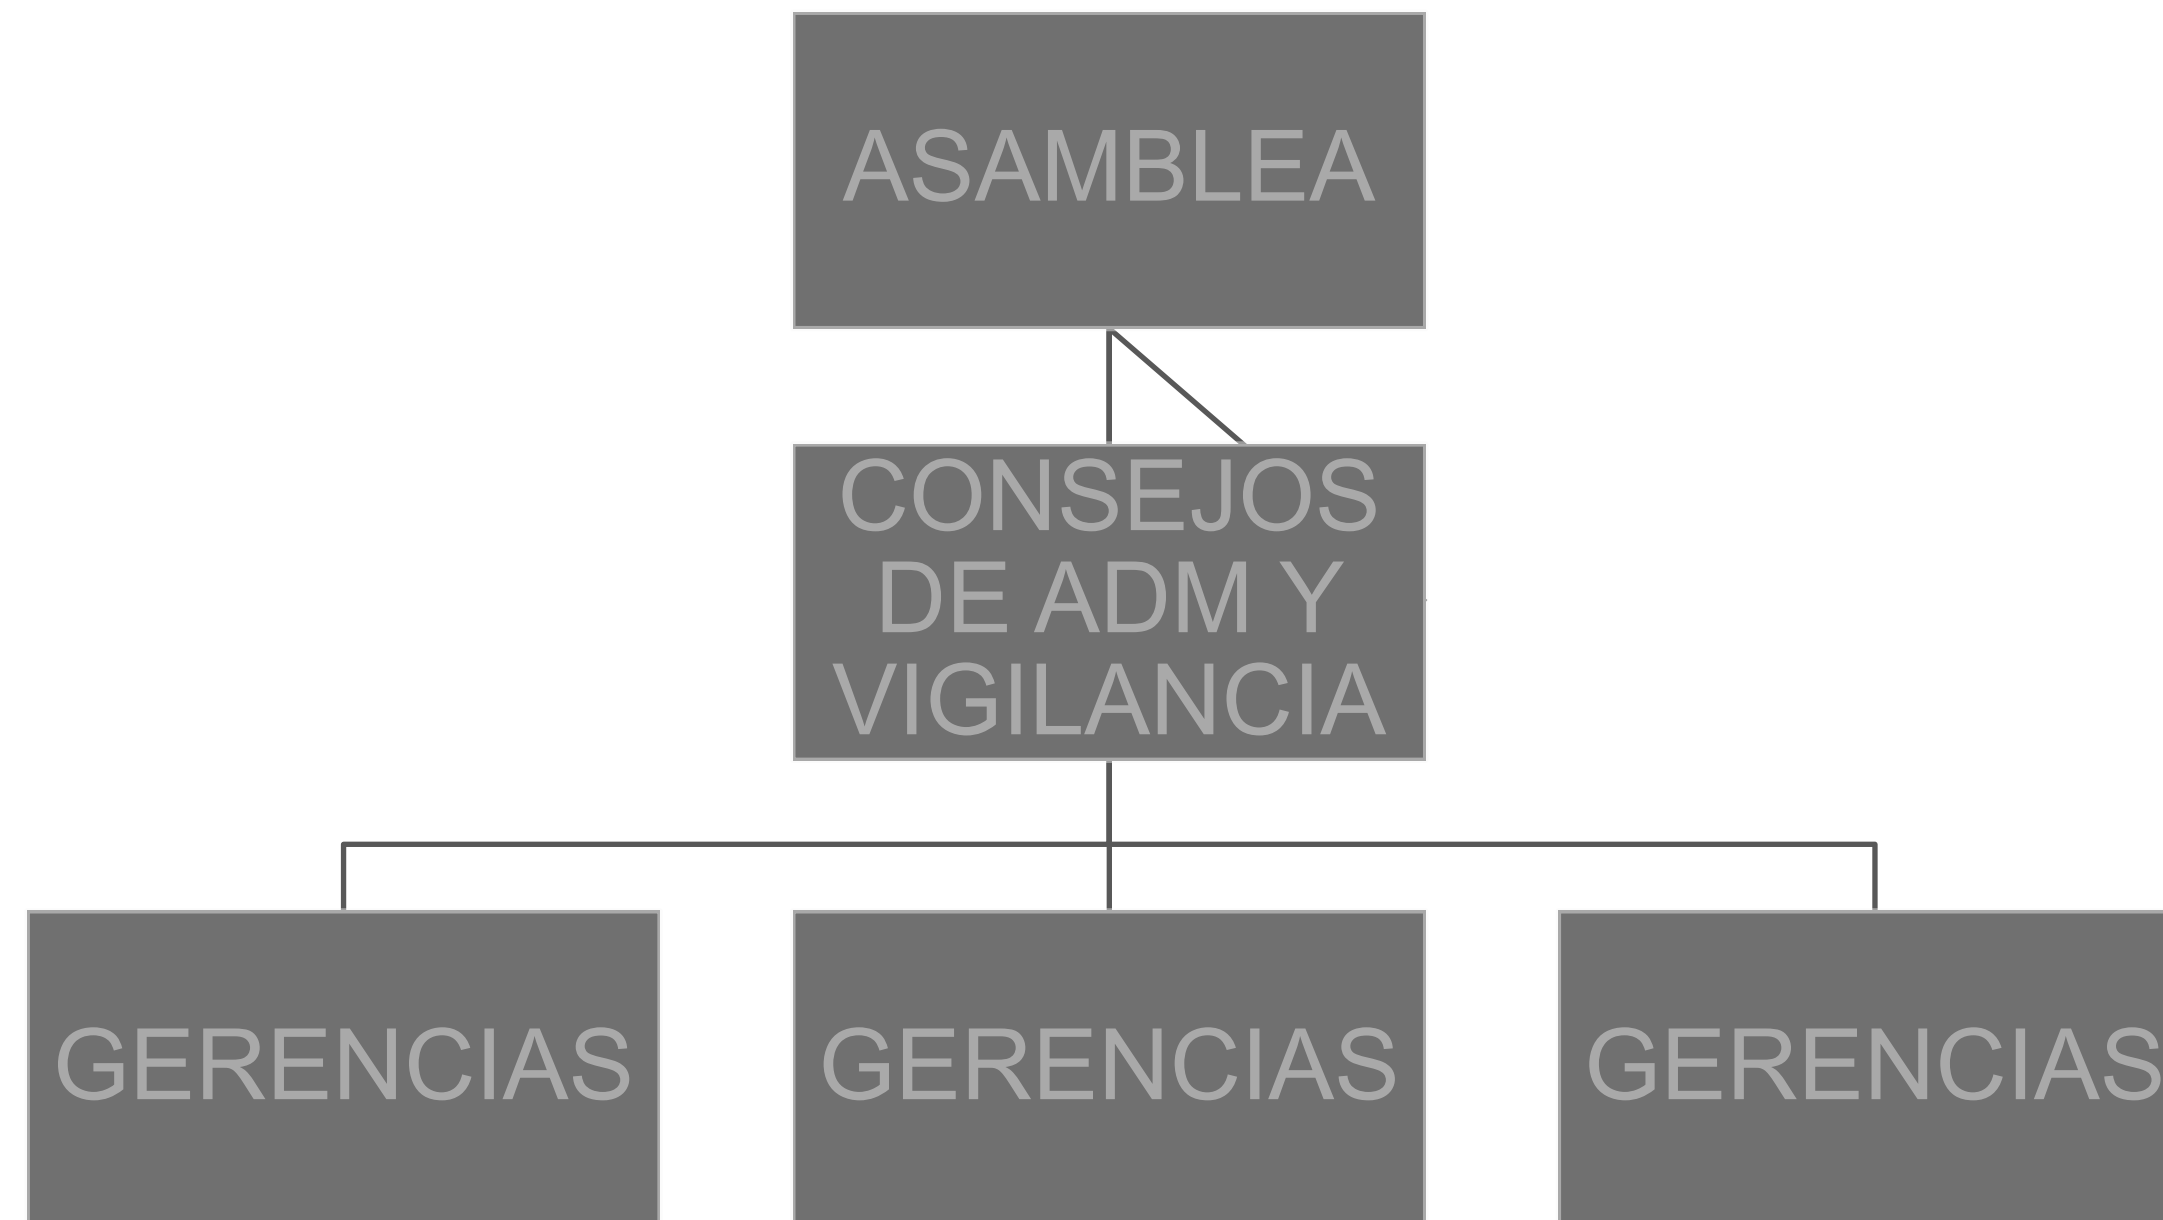 ASAMBLEA
CONSEJOS
DE ADM Y
VIGILANCIA
GERENCIAS
GERENCIAS
GERENCIAS